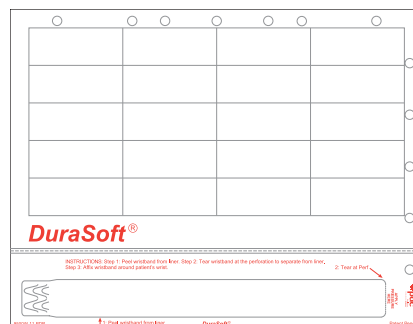 DuraSoft®
INSTRUCTIONS: Step 1: Peel wristband from liner. Step 2: Tear wristband at the perforation to separate from liner.
Step 3: Affix wristband around patient's wrist.
2: Tear at Perf.
1: Peel wristband from liner
DuraSoft®